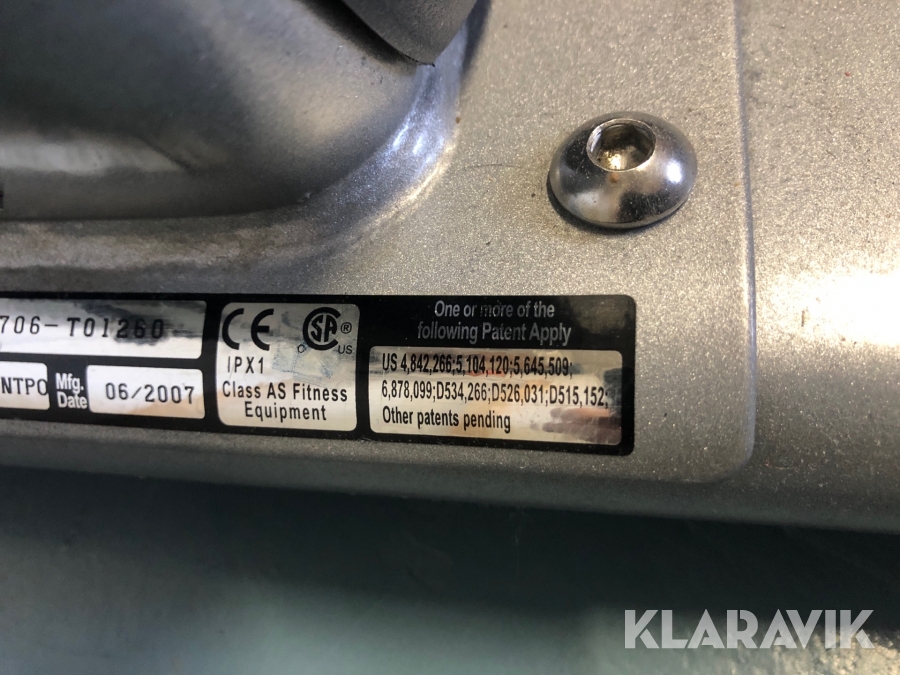 706-T01260
NTPO
Mfg.
Date
06/2007
CE SA®
C US
IPX1
Class AS Fitness
Equipment
One or more of the
following Patent Apply
US 4,842,266;5,104,120;5,645,509;
6,878,099;D534,266;D526,031;D515,152;
Other patents pending
KLARAVIK